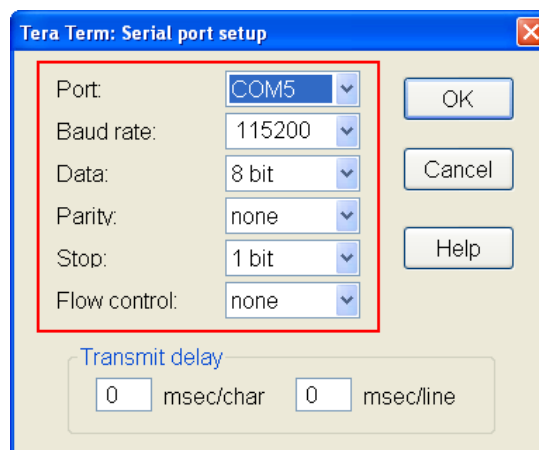 Tera Term: Serial port setup
Port: COM5
OK
Baud rate: 115200
Data: 8 bit
Cancel
Parity: none
Stop: 1 bit
Help
Flow control: none
Transmit delay
0 msec/char 0 msec/line